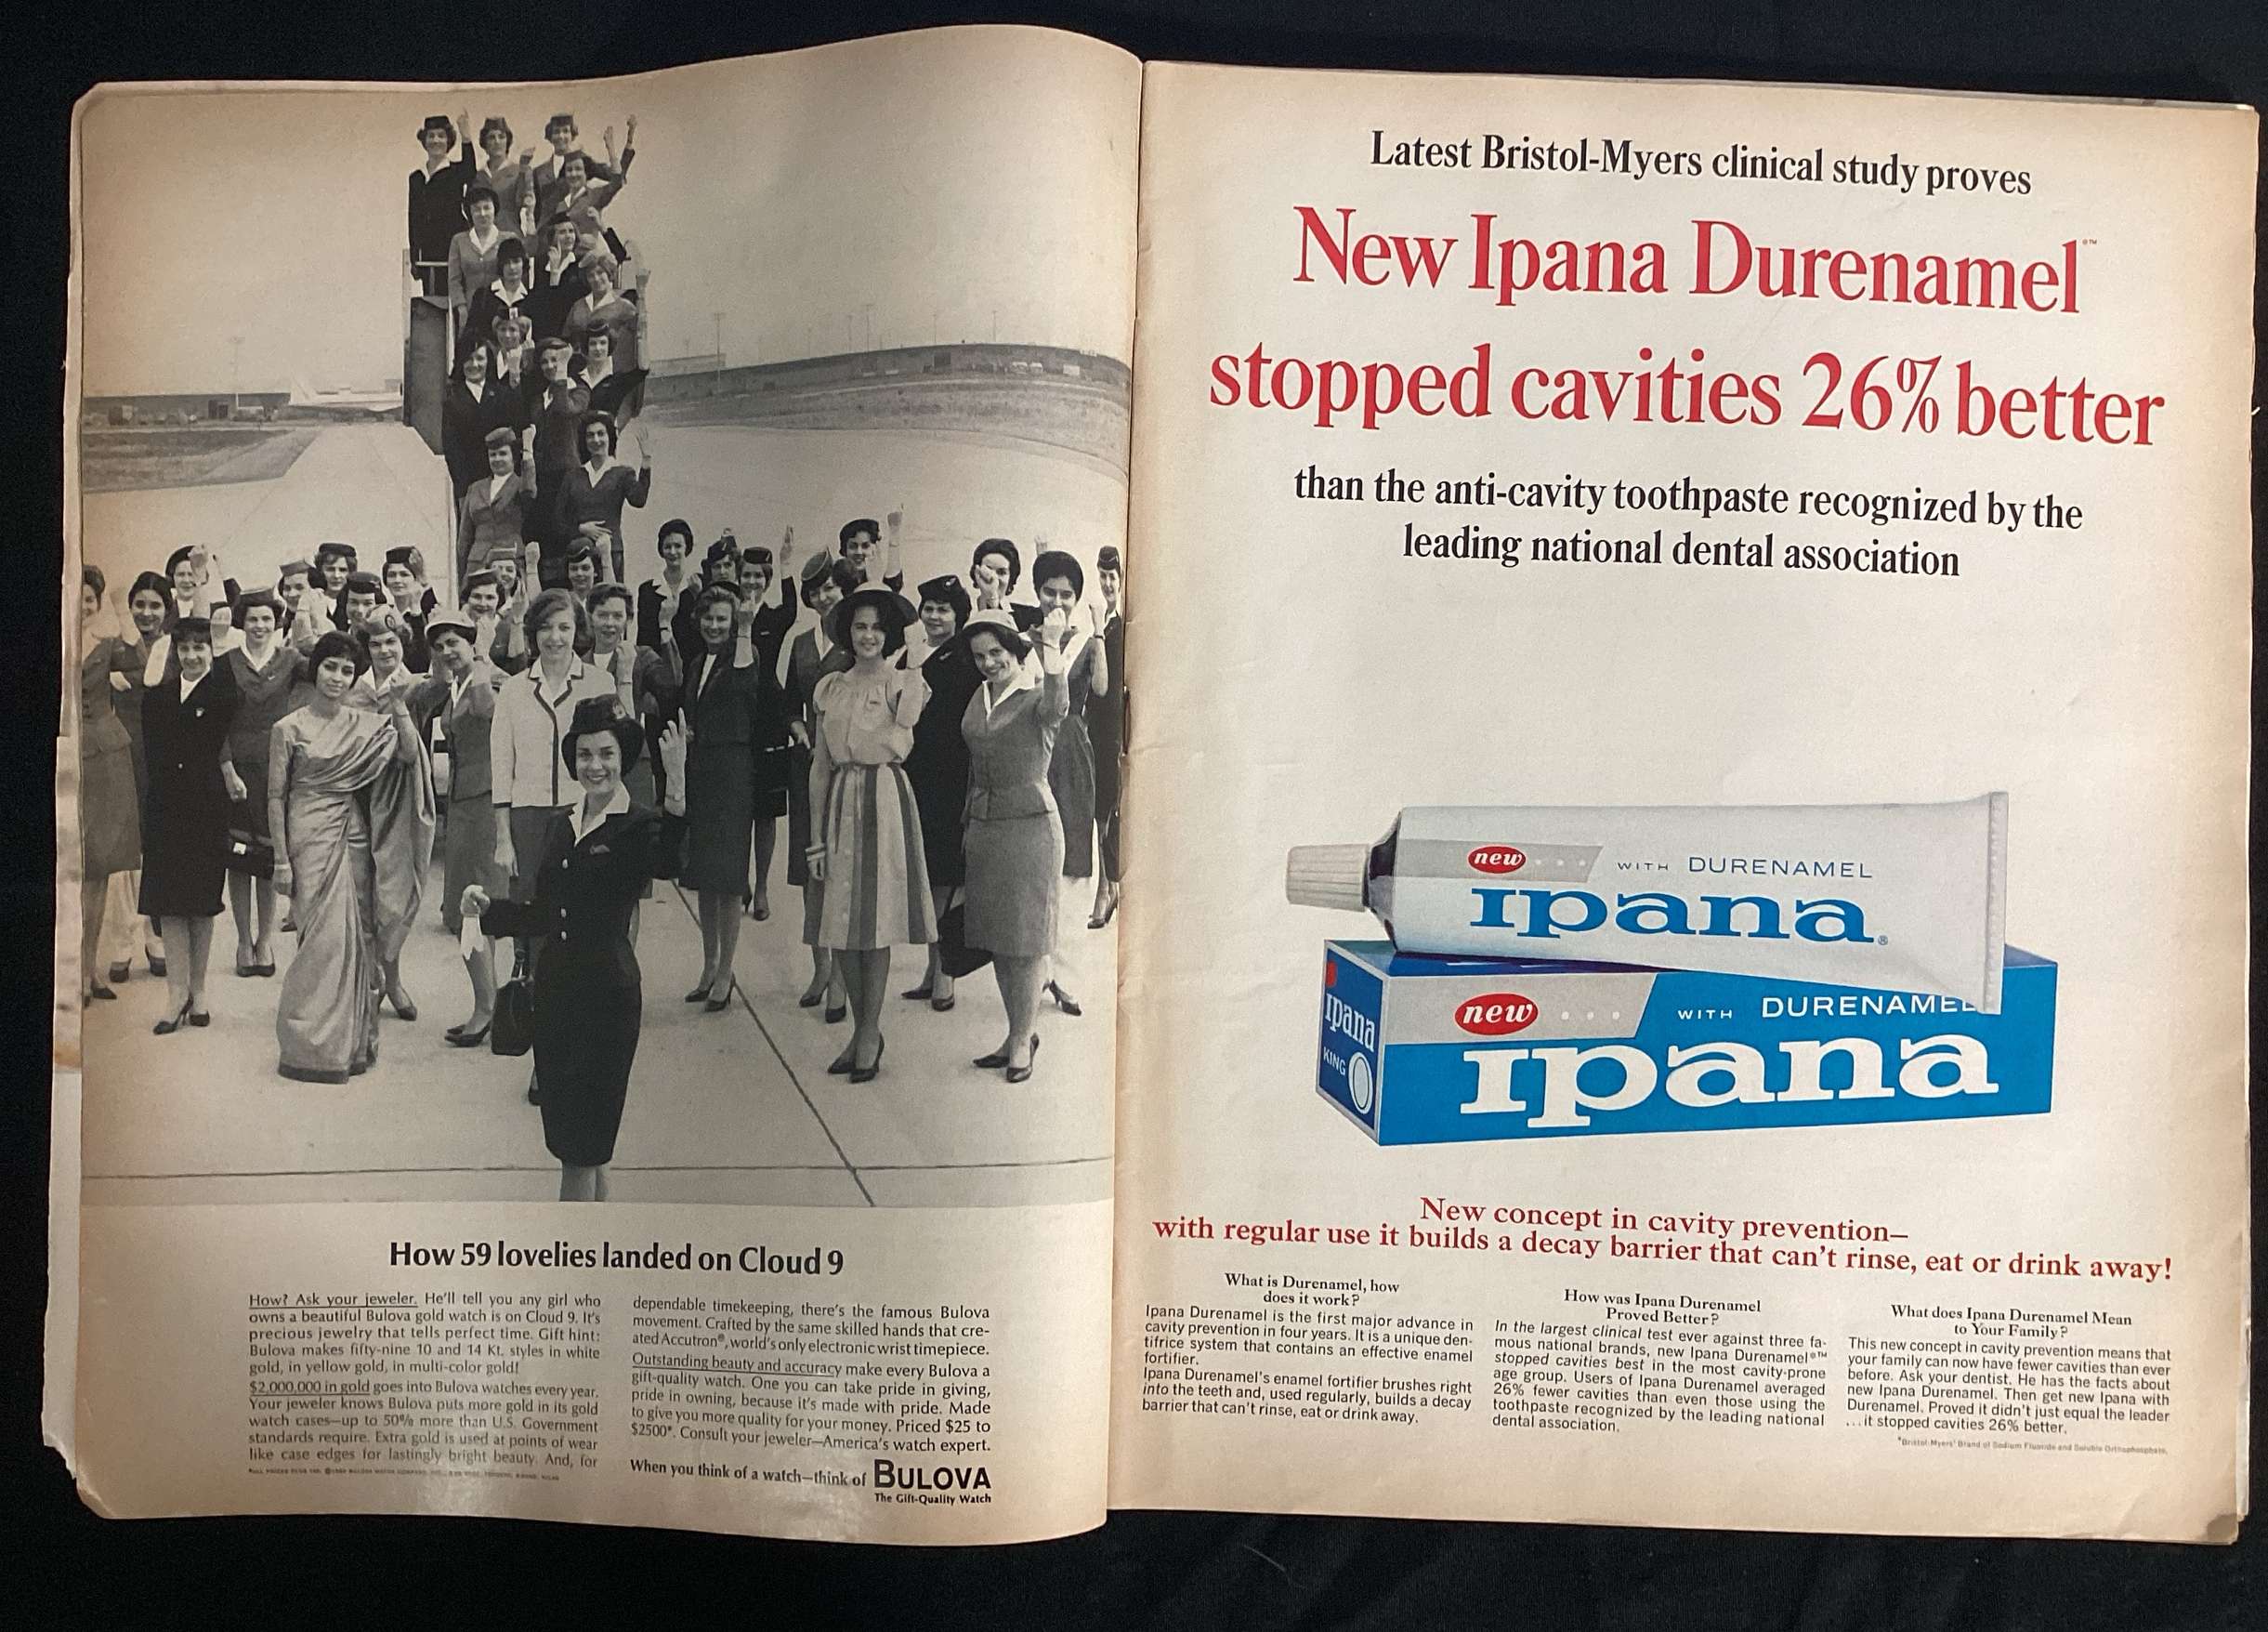 How 59 lovelies landed on Cloud 9
How? Ask your jeweler. He'll tell you any girl who
owns a beautiful Bulova gold watch is on Cloud 9. It's
precious jewelry that tells perfect time. Gift hint:
Bulova makes fifty-nine 10 and 14 Kt. styles in white
gold, in yellow gold, in multi-color gold!
$2,000,000 in gold goes into Bulova watches every year.
Your jeweler knows Bulova puts more gold in its gold
watch cases—up to 50% more than U.S. Government
standards require. Extra gold is used at points of wear
like case edges for lastingly bright beauty. And, for
dependable timekeeping, there's the famous Bulova
movement. Crafted by the same skilled hands that cre-
ated Accutron®, world's only electronic wrist timepiece.
Outstanding beauty and accuracy make every Bulova a
gift-quality watch. One you can take pride in giving,
pride in owning, because it's made with pride. Made
to give you more quality for your money. Priced $25 to
$2500*. Consult your jeweler—America's watch expert.
When you think of a watch—think of BULOVA
The Gift-Quality Watch
Latest Bristol-Myers clinical study proves
New Ipana Durenamel*™
stopped cavities 26% better
than the anti-cavity toothpaste recognized by the
leading national dental association
new WITH DURENAMEL
ipana®
new WITH DURENAMEL
ipana
ipana
KING
New concept in cavity prevention—
with regular use it builds a decay barrier that can't rinse, eat or drink away!
What is Durenamel, how
does it work?
Ipana Durenamel is the first major advance in
cavity prevention in four years. It is a unique den-
tifrice system that contains an effective enamel
fortifier.
Ipana Durenamel's enamel fortifier brushes right
into the teeth and, used regularly, builds a decay
barrier that can't rinse, eat or drink away.
How was Ipana Durenamel
Proved Better?
In the largest clinical test ever against three fa-
mous national brands, new Ipana Durenamel*™
stopped cavities best in the most cavity-prone
age group. Users of Ipana Durenamel averaged
26% fewer cavities than even those using the
toothpaste recognized by the leading national
dental association.
What does Ipana Durenamel Mean
to Your Family?
This new concept in cavity prevention means that
your family can now have fewer cavities than ever
before. Ask your dentist. He has the facts about
new Ipana Durenamel. Then get new Ipana with
Durenamel. Proved it didn't just equal the leader
...it stopped cavities 26% better.
*Bristol-Myers' Brand of Sodium Fluoride and Soluble Orthophosphate.